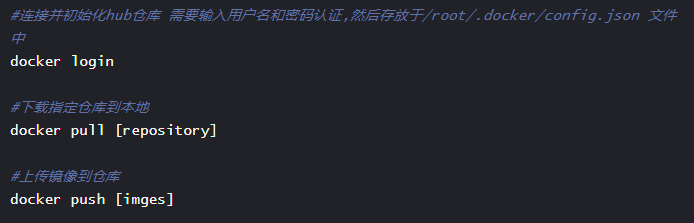 #连接并初始化hub仓库 需要输入用户名和密码认证,然后存放于/root/.docker/config.json 文件
中
docker login
#下载指定仓库到本地
docker pull [repository]
#上传镜像到仓库
docker push [imges]